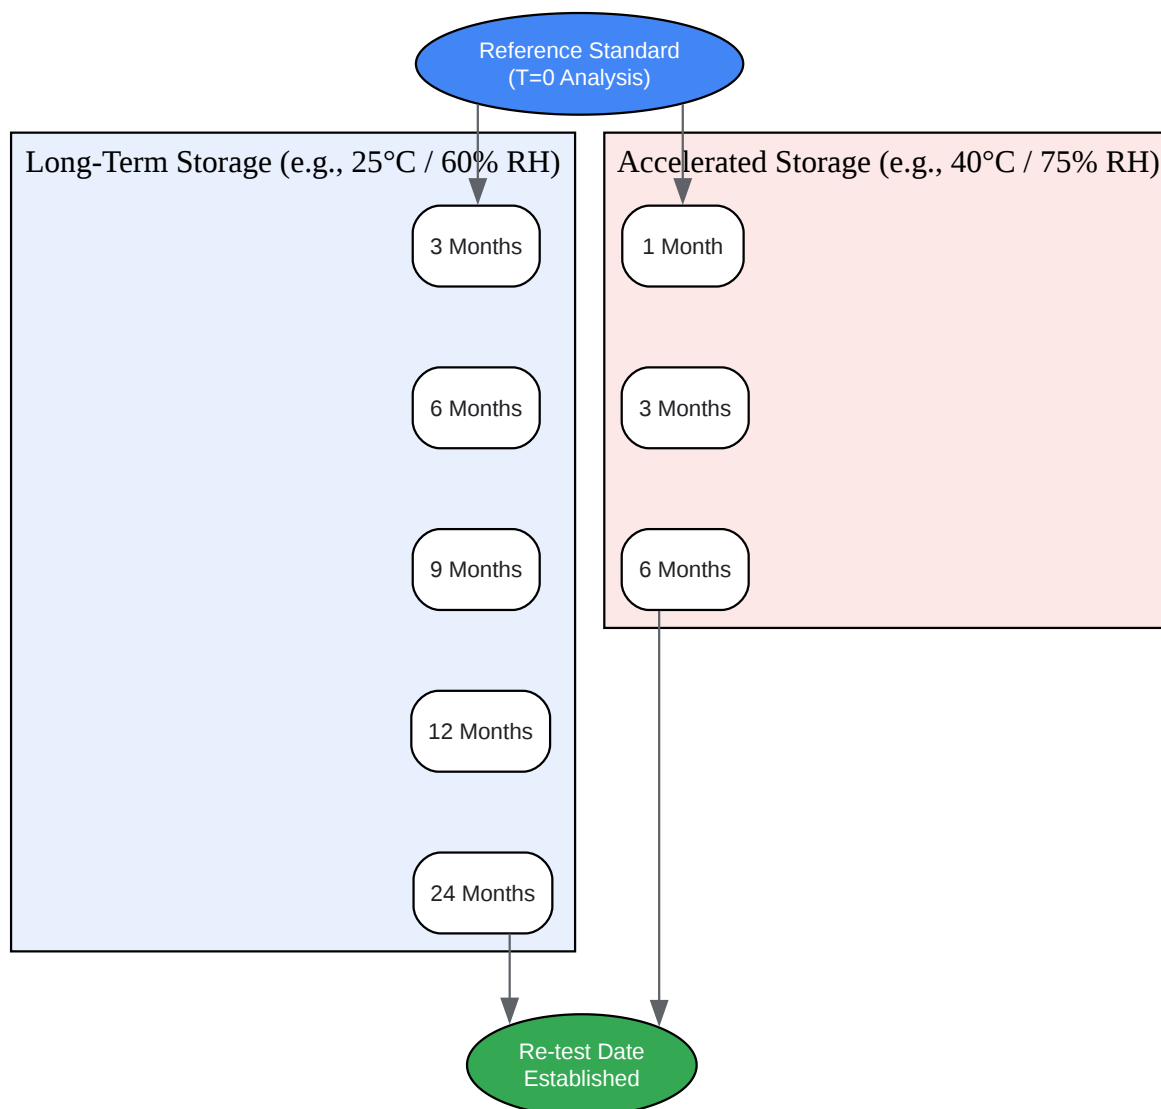 Reference Standard
(T=0 Analysis)
Long-Term Storage (e.g., 25°C / 60% RH)
3 Months
6 Months
9 Months
12 Months
24 Months
Accelerated Storage (e.g., 40°C / 75% RH)
1 Month
3 Months
6 Months
Re-test Date
Established